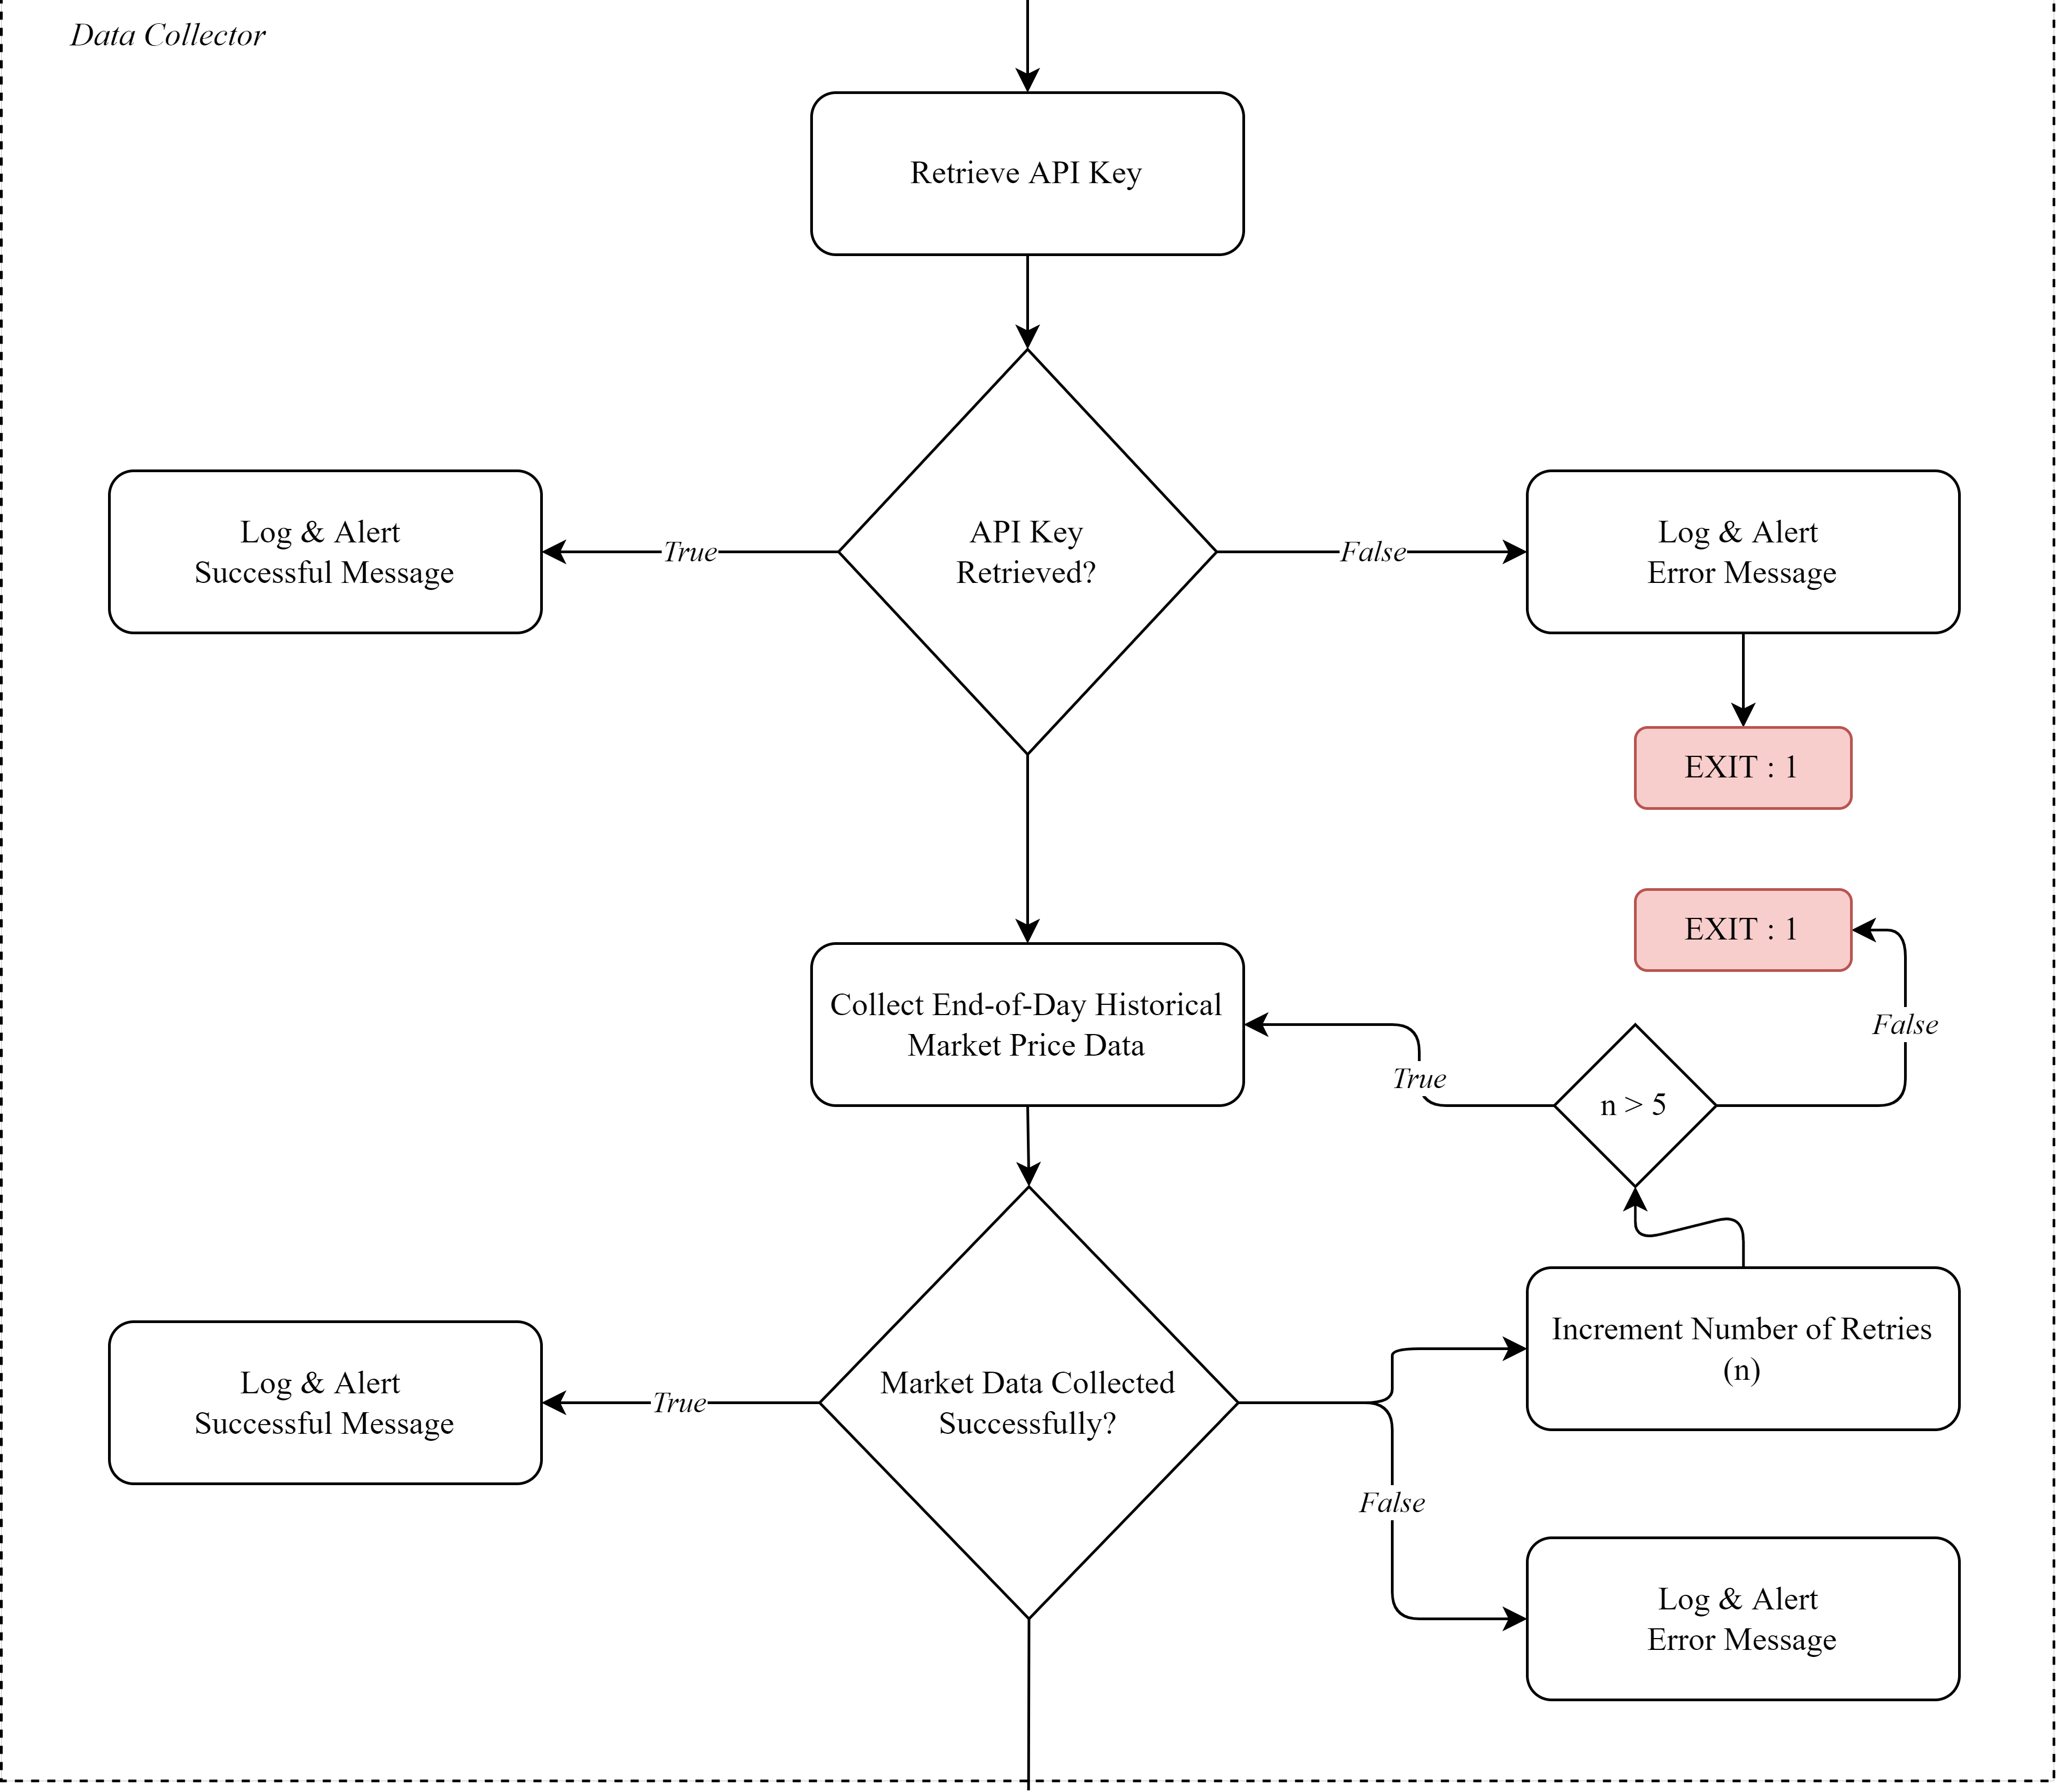 Data Collector
Retrieve API Key
Log & Alert
Successful Message
True
API Key
Retrieved?
False
Log & Alert
Error Message
EXIT : 1
EXIT : 1
Collect End-of-Day Historical
Market Price Data
True
n > 5
False
Log & Alert
Successful Message
True
Market Data Collected
Successfully?
Increment Number of Retries
(n)
False
Log & Alert
Error Message